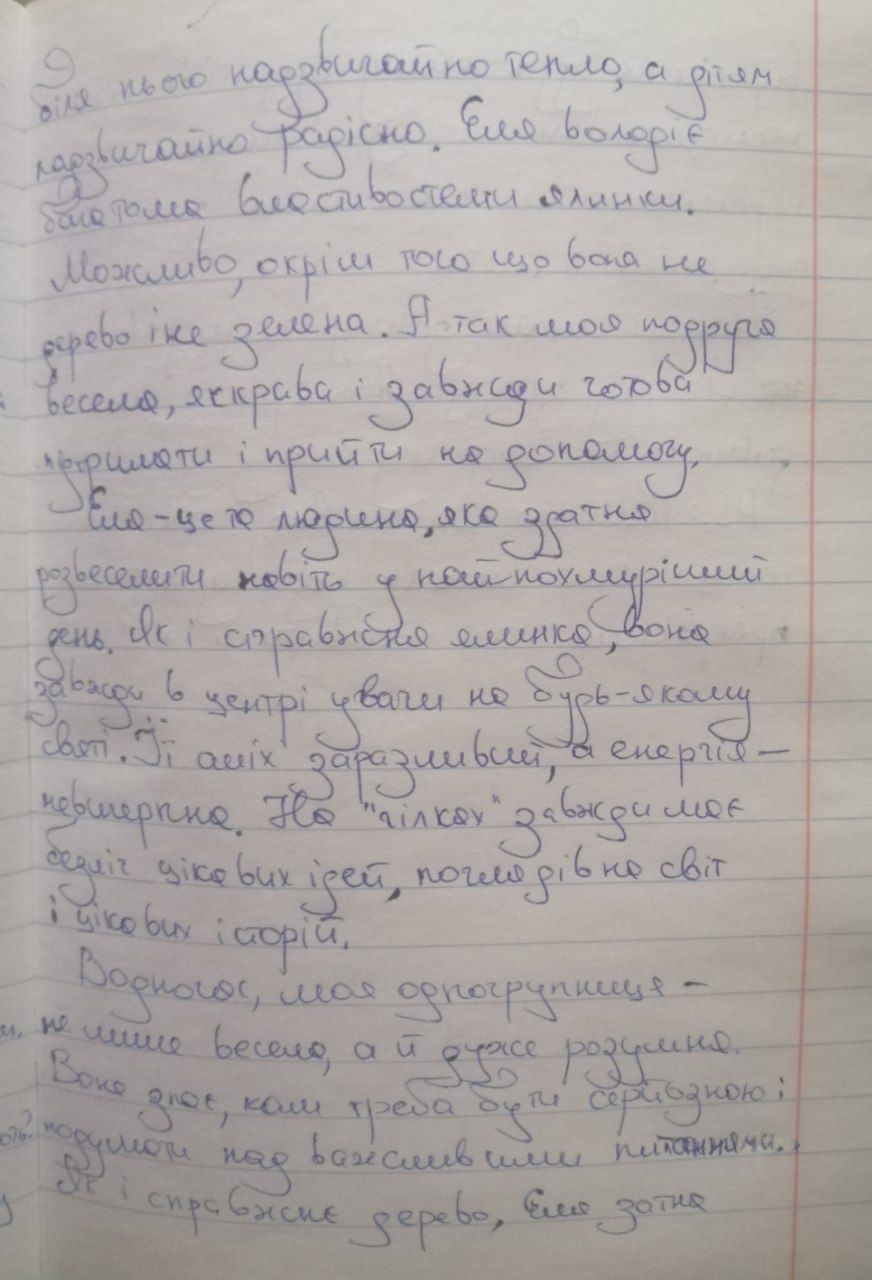 біля нього надзвичайно тепло, а дітям
надзвичайно радісно. Еля володіє
багатьма властивостями ялинки.
Можливо, окрім того що вона не
дерево і не зелена. А так моя подруга
весела, яскрава і завжди готова
підтримати і прийти на допомогу.
Еля – це та людина, яка здатна
розвеселити навіть у найпохмуріший
день. Як і справжня ялинка, вона
завжди в центрі уваги на будь-якому
святі. Її сміх заразливий, а енергія –
невичерпна. На "гілках" завжди має
безліч цікавих ідей, поглядів на світ
і цікавих історій.
Водночас, моя одногрупниця –
не лише весела, а й дуже розумна.
Вона знає, коли треба бути серйозною і
подумати над важливими питаннями.
Як і справжнє дерево, Еля затна